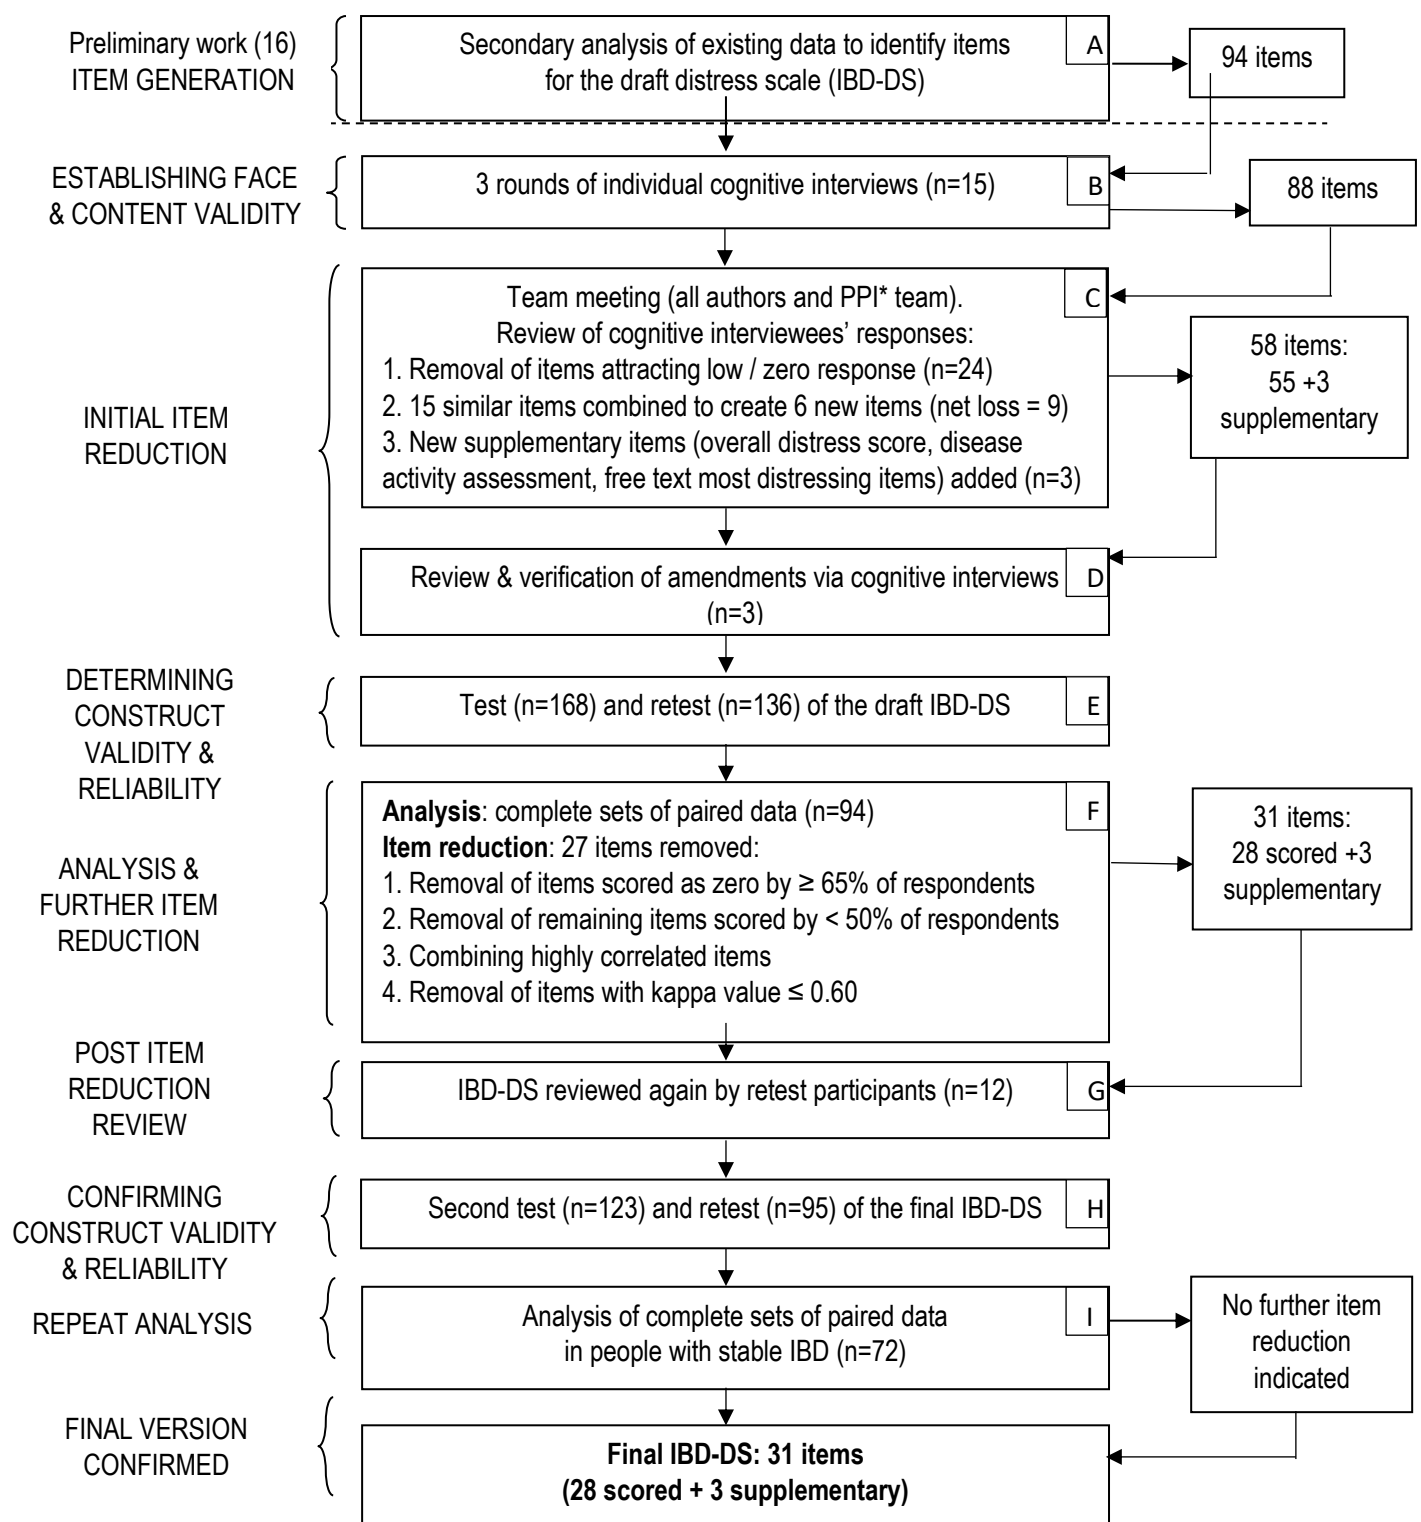 Preliminary work (16)
ITEM GENERATION
Secondary analysis of existing data to identify items
for the draft distress scale (IBD-DS)
A
94 items
ESTABLISHING FACE
& CONTENT VALIDITY
3 rounds of individual cognitive interviews (n=15)
B
88 items
INITIAL ITEM
REDUCTION
Team meeting (all authors and PPI* team).
Review of cognitive interviewees’ responses:
1. Removal of items attracting low / zero response (n=24)
2. 15 similar items combined to create 6 new items (net loss = 9)
3. New supplementary items (overall distress score, disease
activity assessment, free text most distressing items) added (n=3)
C
58 items:
55 +3
supplementary
Review & verification of amendments via cognitive interviews
(n=3)
D
DETERMINING
CONSTRUCT
VALIDITY &
RELIABILITY
Test (n=168) and retest (n=136) of the draft IBD-DS
E
ANALYSIS &
FURTHER ITEM
REDUCTION
Analysis: complete sets of paired data (n=94)
Item reduction: 27 items removed:
1. Removal of items scored as zero by ≥ 65% of respondents
2. Removal of remaining items scored by < 50% of respondents
3. Combining highly correlated items
4. Removal of items with kappa value ≤ 0.60
F
31 items:
28 scored +3
supplementary
POST ITEM
REDUCTION
REVIEW
IBD-DS reviewed again by retest participants (n=12)
G
CONFIRMING
CONSTRUCT VALIDITY
& RELIABILITY
Second test (n=123) and retest (n=95) of the final IBD-DS
H
REPEAT ANALYSIS
Analysis of complete sets of paired data
in people with stable IBD (n=72)
I
No further item
reduction
indicated
FINAL VERSION
CONFIRMED
Final IBD-DS: 31 items
(28 scored + 3 supplementary)